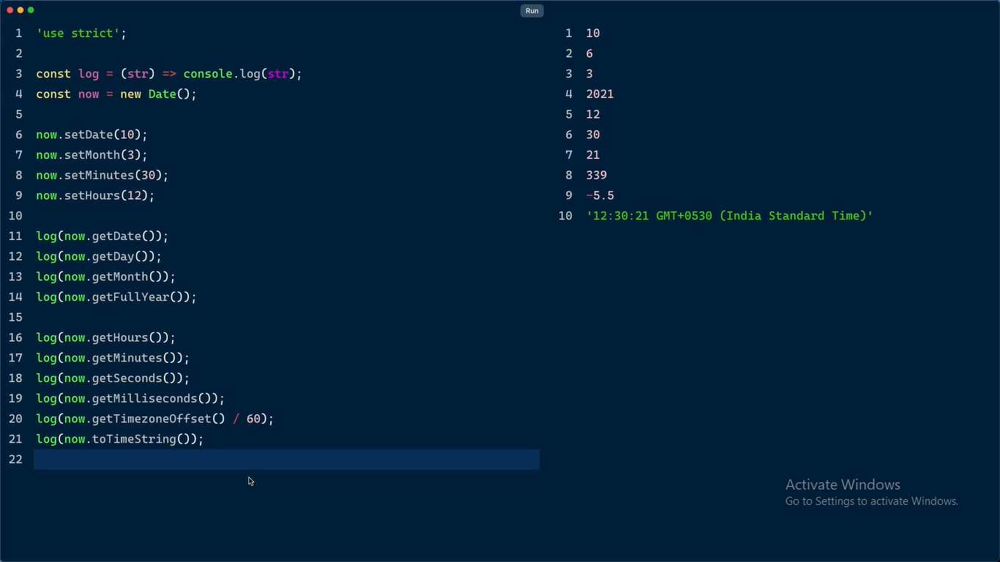 Run
1 'use strict';
2
3 const log = (str) => console.log(str);
4 const now = new Date();
5
6 now.setDate(10);
7 now.setMonth(3);
8 now.setMinutes(30);
9 now.setHours(12);
10
11 log(now.getDate());
12 log(now.getDay());
13 log(now.getMonth());
14 log(now.getFullYear());
15
16 log(now.getHours());
17 log(now.getMinutes());
18 log(now.getSeconds());
19 log(now.getMilliseconds());
20 log(now.getTimezoneOffset() / 60);
21 log(now.toTimeString());
22
1 10
2 6
3 3
4 2021
5 12
6 30
7 21
8 339
9 -5.5
10 '12:30:21 GMT+0530 (India Standard Time)'
Activate Windows
Go to Settings to activate Windows.